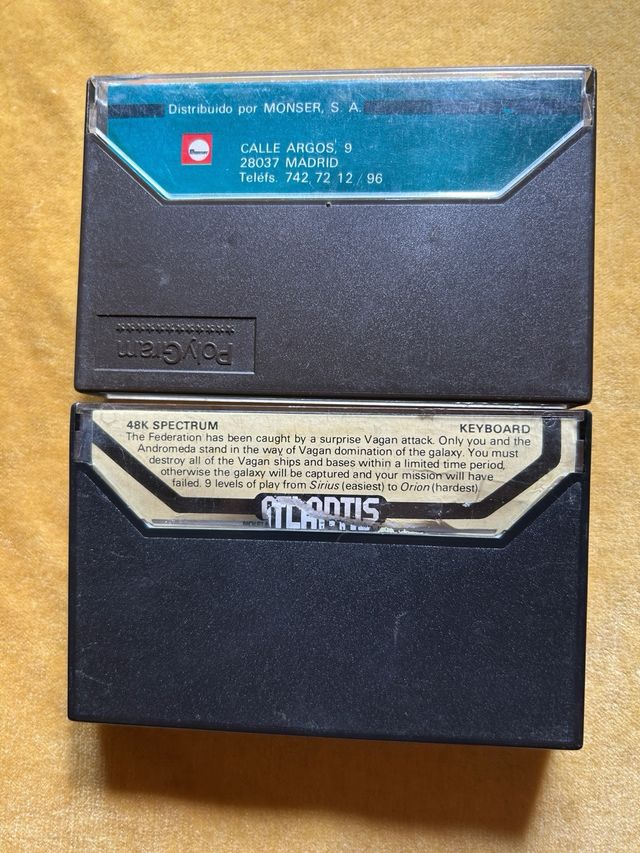 Distribuido por MONSER, S. A.
Monser
CALLE ARGOS, 9
28037 MADRID
Teléfs. 742 72 12 / 96
PolyGram
48K SPECTRUM KEYBOARD
The Federation has been caught by a surprise Vagan attack. Only you and the
Andromeda stand in the way of Vagan domination of the galaxy. You must
destroy all of the Vagan ships and bases within a limited time period,
otherwise the galaxy will be captured and your mission will have
failed. 9 levels of play from Sirius (easiest) to Orion (hardest)
ATLANTIS